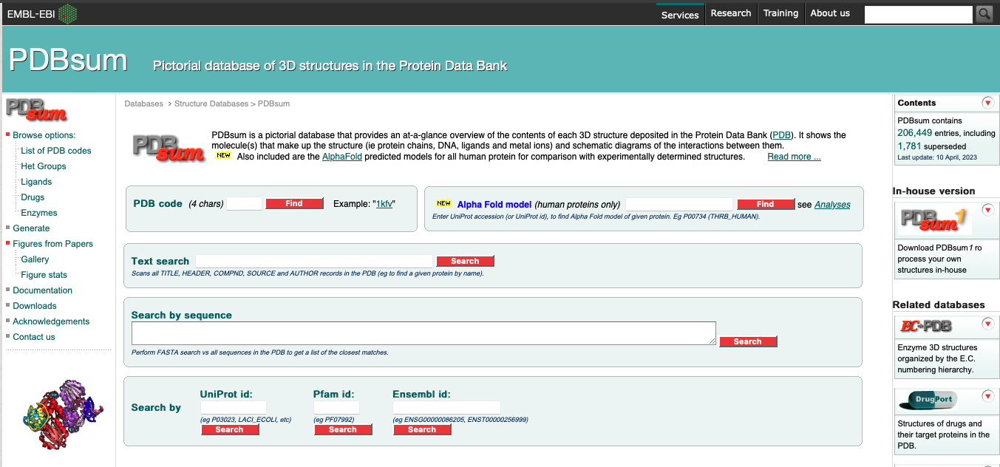 EMBL-EBI
Services
Research
Training
About us
PDBsum
Pictorial database of 3D structures in the Protein Data Bank
PDB
sum
Browse options:
List of PDB codes
Het Groups
Ligands
Drugs
Enzymes
Generate
Figures from Papers
Gallery
Figure stats
Documentation
Downloads
Acknowledgements
Contact us
Databases > Structure Databases > PDBsum
PDB
sum
PDBsum is a pictorial database that provides an at-a-glance overview of the contents of each 3D structure deposited in the Protein Data Bank (PDB). It shows the
molecule(s) that make up the structure (ie protein chains, DNA, ligands and metal ions) and schematic diagrams of the interactions between them.
NEW Also included are the AlphaFold predicted models for all human protein for comparison with experimentally determined structures. Read more ...
PDB code (4 chars) Find Example: "1kfv"
NEW Alpha Fold model (human proteins only) Find see Analyses
Enter UniProt accession (or UniProt id), to find Alpha Fold model of given protein. Eg P00734 (THRB_HUMAN).
Text search Search
Scans all TITLE, HEADER, COMPND, SOURCE and AUTHOR records in the PDB (eg to find a given protein by name).
Search by sequence
Search
Perform FASTA search vs all sequences in the PDB to get a list of the closest matches.
Search by
UniProt id:
(eg P03023, LACI_ECOLI, etc)
Search
Pfam id:
(eg PF07992)
Search
Ensembl id:
(eg ENSG00000086205, ENST00000256999)
Search
Contents
PDBsum contains
206,449 entries, including
1,781 superseded
Last update: 10 April, 2023
In-house version
PDB
sum1
Download PDBsum1 ro
process your own
structures in-house
Related databases
EC-PDB
Enzyme 3D structures
organized by the E.C.
numbering hierarchy.
DrugPort
Structures of drugs and
their target proteins in the
PDB.